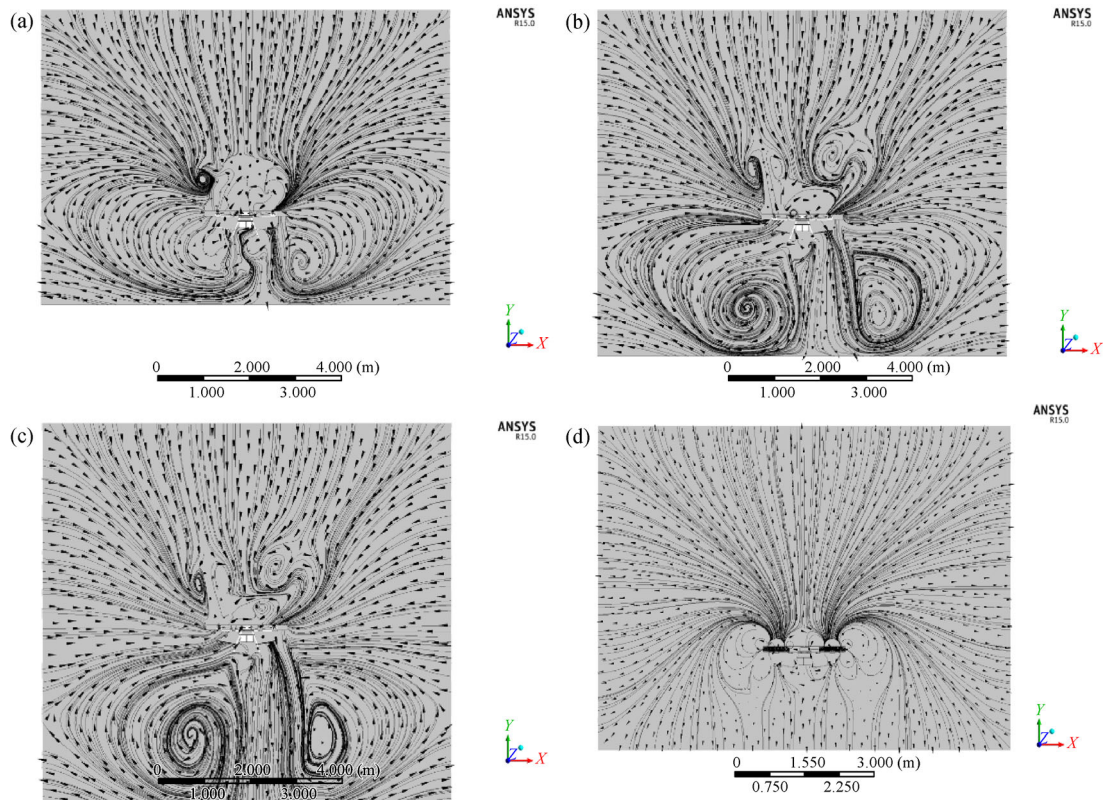 (a)
ANSYS
R15.0
Y
Z
X
0 2.000 4.000 (m)
1.000 3.000
(b)
ANSYS
R15.0
Y
Z
X
0 2.000 4.000 (m)
1.000 3.000
(c)
ANSYS
R15.0
Y
Z
X
0 2.000 4.000 (m)
1.000 3.000
(d)
ANSYS
R15.0
Y
Z
X
0 1.550 3.000 (m)
0.750 2.250